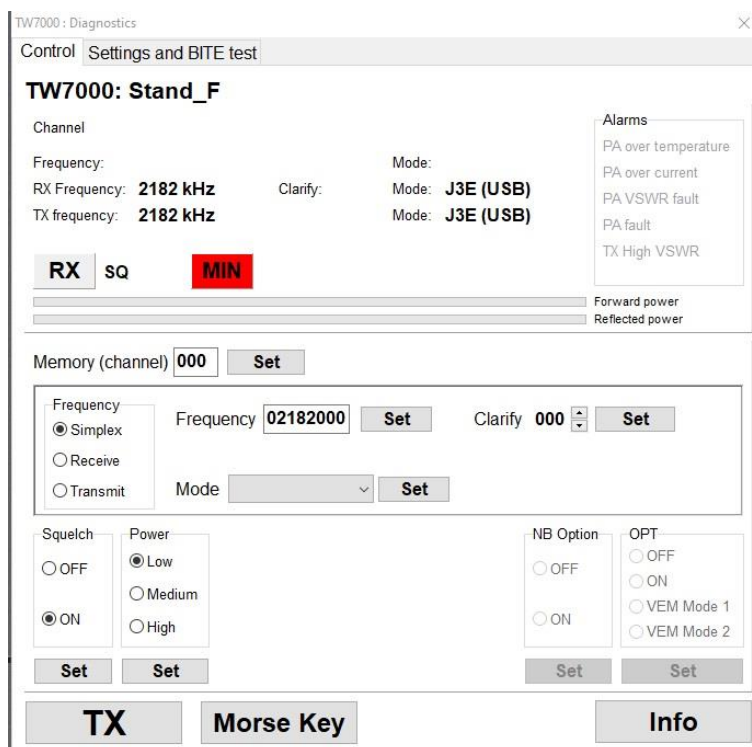 TW7000 : Diagnostics
Control Settings and BITE test
TW7000: Stand_F
Channel
Frequency: Mode:
RX Frequency: 2182 kHz Clarify: Mode: J3E (USB)
TX frequency: 2182 kHz Mode: J3E (USB)
Alarms
PA over temperature
PA over current
PA VSWR fault
PA fault
TX High VSWR
RX SQ MIN
Forward power
Reflected power
Memory (channel) 000 Set
Frequency
Simplex
Receive
Transmit
Frequency 02182000 Set Clarify 000 Set
Mode Set
Squelch
OFF
ON
Set
Power
Low
Medium
High
Set
NB Option
OFF
ON
Set
OPT
OFF
ON
VEM Mode 1
VEM Mode 2
Set
TX Morse Key Info